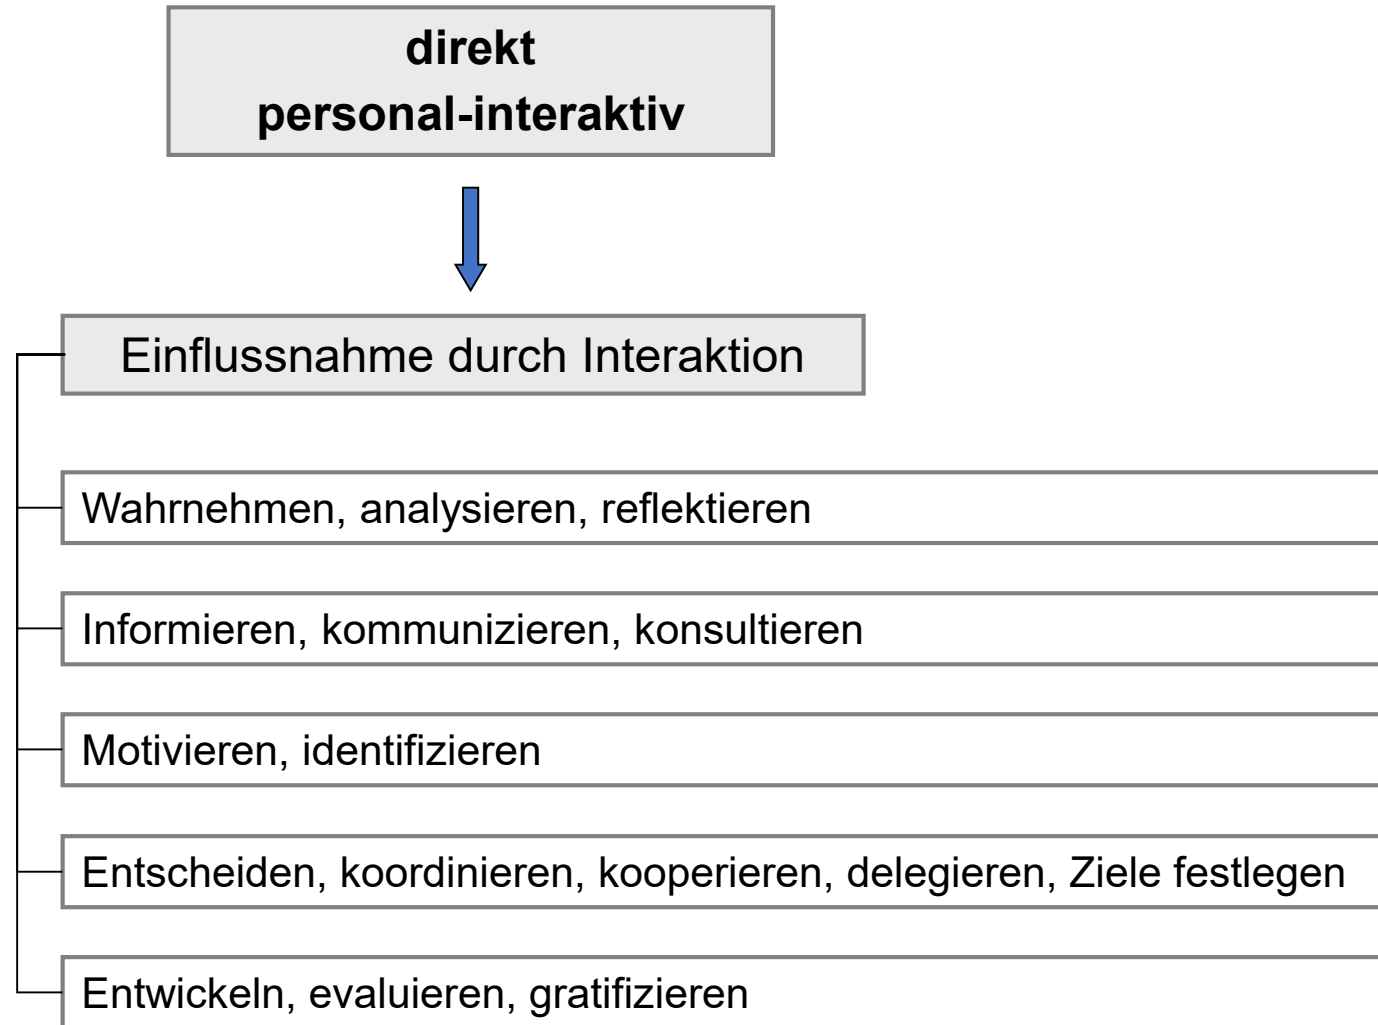 direkt
personal-interaktiv
Einflussnahme durch Interaktion
Wahrnehmen, analysieren, reflektieren
Informieren, kommunizieren, konsultieren
Motivieren, identifizieren
Entscheiden, koordinieren, kooperieren, delegieren, Ziele festlegen
Entwickeln, evaluieren, gratifizieren